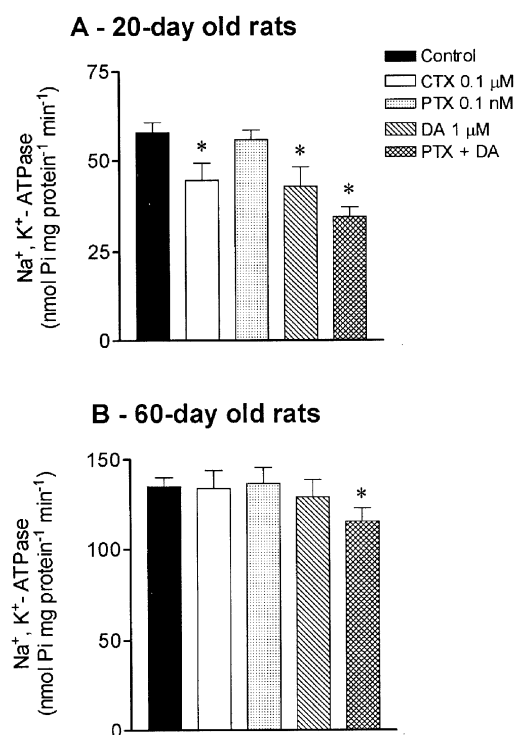 A - 20-day old rats
Control
CTX 0.1 µM
PTX 0.1 nM
DA 1 µM
PTX + DA
Na⁺, K⁺- ATPase
(nmol Pi mg protein⁻¹ min⁻¹)
75
50
25
0
*
*
*
B - 60-day old rats
Na⁺, K⁺- ATPase
(nmol Pi mg protein⁻¹ min⁻¹)
150
100
50
0
*